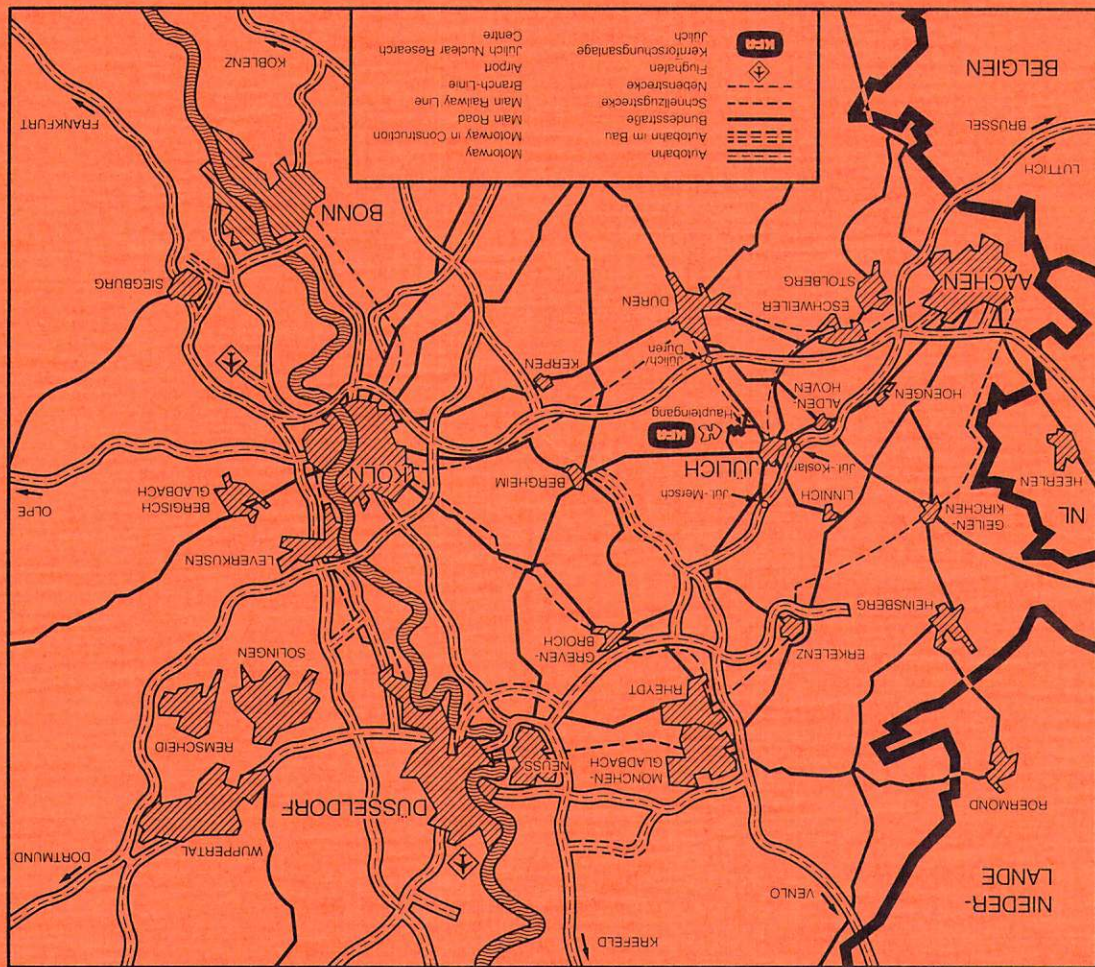 KREFELD
VENLO
NIEDER-
LANDE
DORTMUND
WUPPERTAL
DÜSSELDORF
ROERMOND
MÖNCHEN-
GLADBACH
NEUSS
REMSCHEID
SOLINGEN
RHEYDT
ERKELENZ
GREVEN-
BROICH
HEINSBERG
LEVERKUSEN
NL
GEILEN-
KIRCHEN
LINNICH
Jül.-Mersch
BERGISCH
GLADBACH
OLPE
HEERLEN
Jül.-Koslar
JÜLICH
BERGHEIM
KÖLN
KFA
Haupteingang
HOENGEN
ALDEN-
HOVEN
KERPEN
Jülich/
Düren
AACHEN
ESCHWEILER
STOLBERG
DÜREN
SIEGBURG
BONN
LÜTTICH
BRÜSSEL
FRANKFURT
BELGIEN
KOBLENZ
Autobahn Motorway
Autobahn im Bau Motorway in Construction
Bundesstraße Main Road
Schnellzugstrecke Main Railway Line
Nebenstrecke Branch-Linie
Flughafen Airport
KFA Kernforschungsanlage Jülich Nuclear Research
Jülich Centre